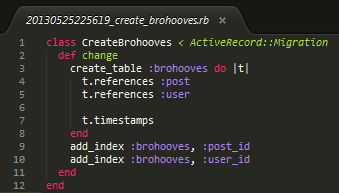 20130525225619_create_brohooves.rb ×
1 class CreateBrohooves < ActiveRecord::Migration
2 def change
3 create_table :brohooves do |t|
4 t.references :post
5 t.references :user
6
7 t.timestamps
8 end
9 add_index :brohooves, :post_id
10 add_index :brohooves, :user_id
11 end
12 end